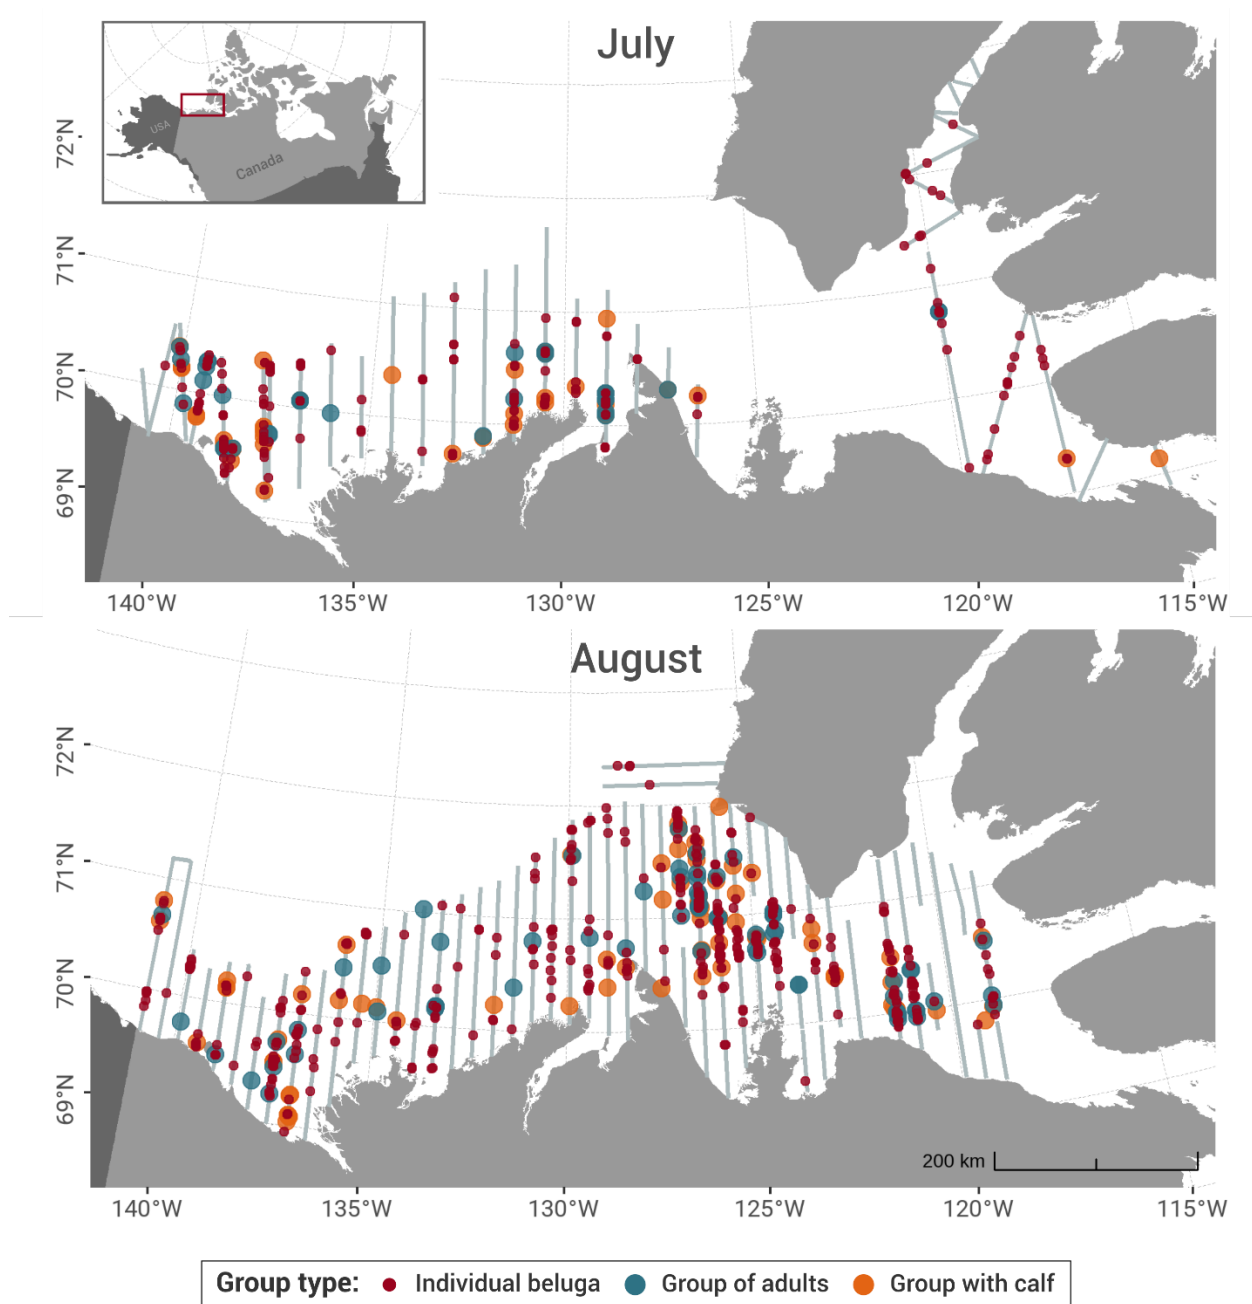 July
USA
Canada
72°N
71°N
70°N
69°N
140°W 135°W 130°W 125°W 120°W 115°W
August
72°N
71°N
70°N
69°N
200 km
140°W 135°W 130°W 125°W 120°W 115°W
Group type: Individual beluga Group of adults Group with calf